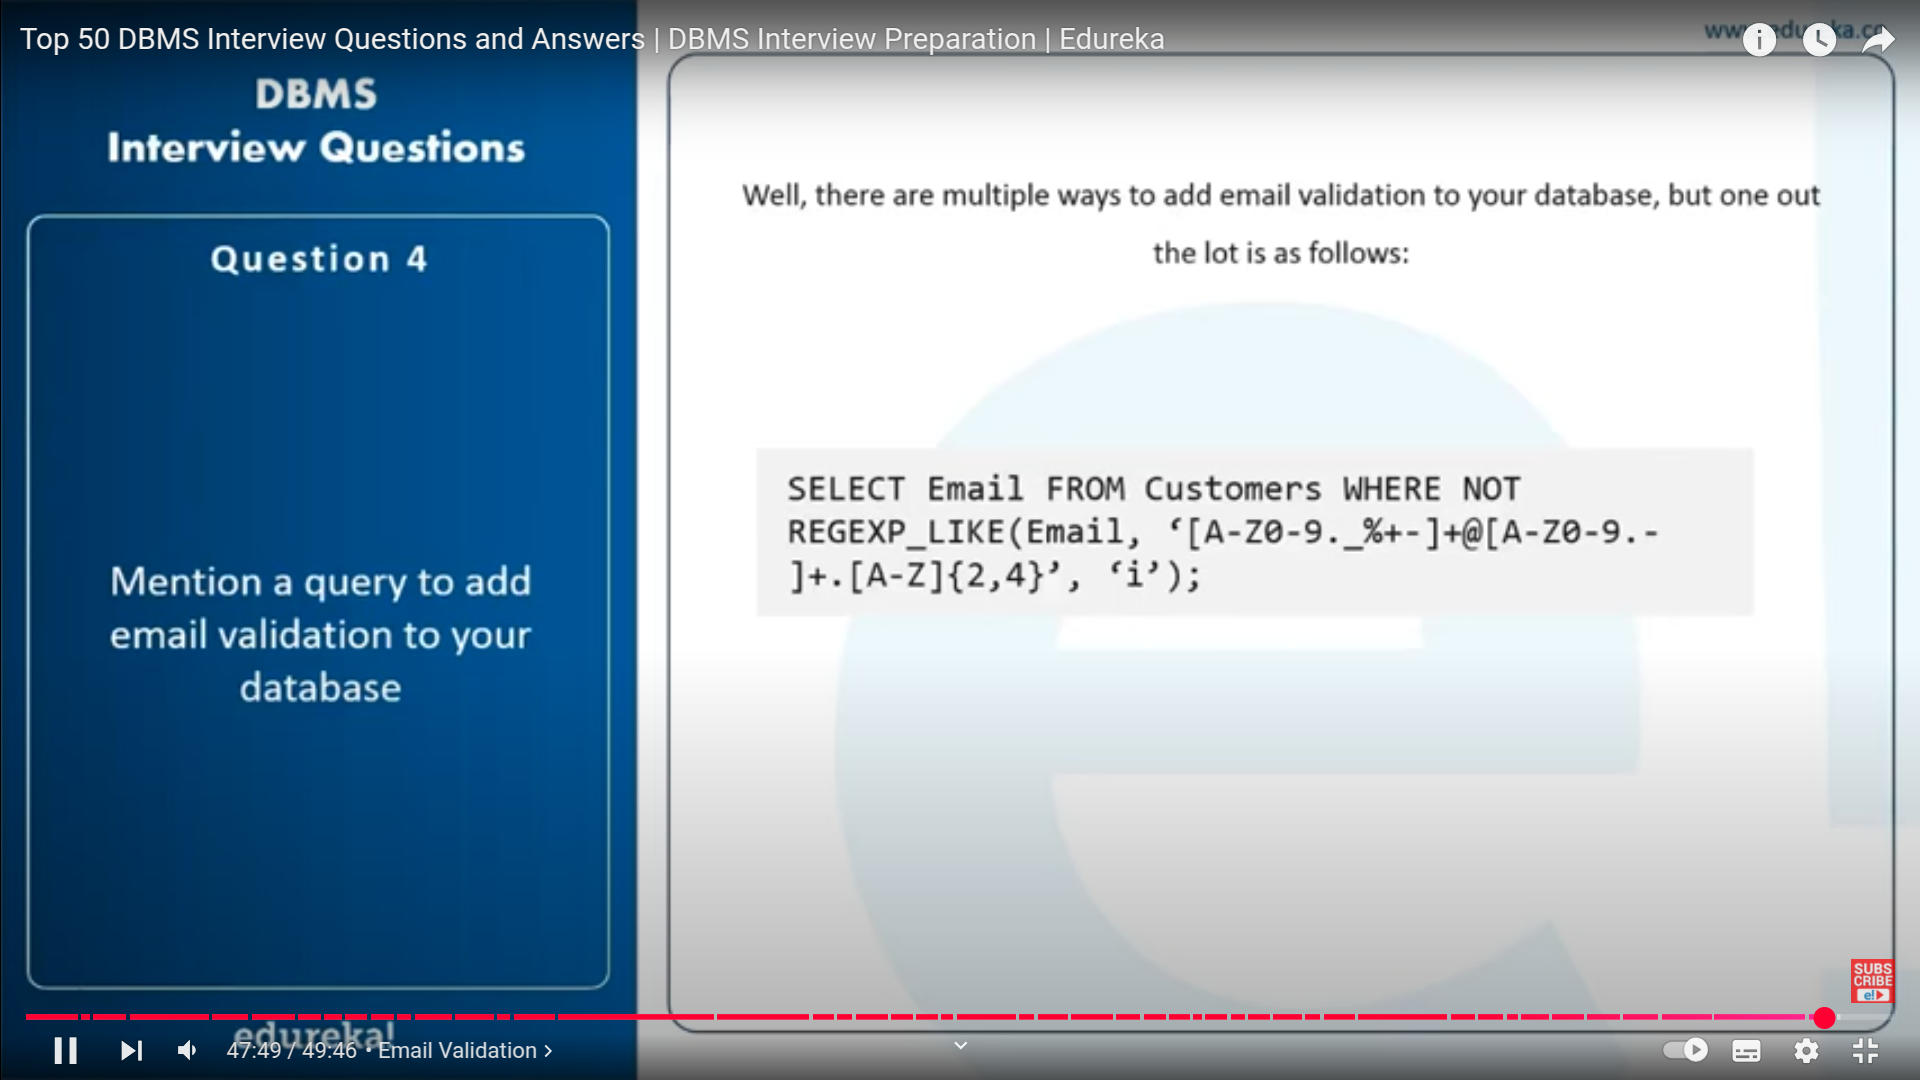 Top 50 DBMS Interview Questions and Answers | DBMS Interview Preparation | Edureka
DBMS
Interview Questions
Question 4
Mention a query to add
email validation to your
database
Well, there are multiple ways to add email validation to your database, but one out
the lot is as follows:
SELECT Email FROM Customers WHERE NOT
REGEXP_LIKE(Email, ‘[A-Z0-9._%+-]+@[A-Z0-9.-
]+.[A-Z]{2,4}’, ‘i’);
SUBS
CRIBE
e!
edureka!
47:49 / 49:46 • Email Validation >